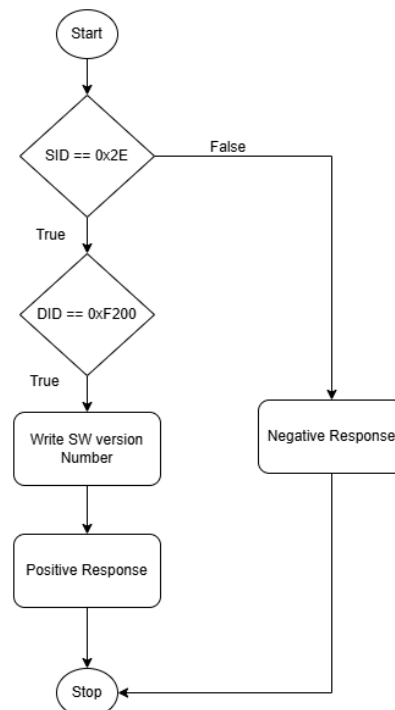 Start
SID == 0x2E
False
True
DID == 0xF200
True
Write SW version
Number
Negative Response
Positive Response
Stop